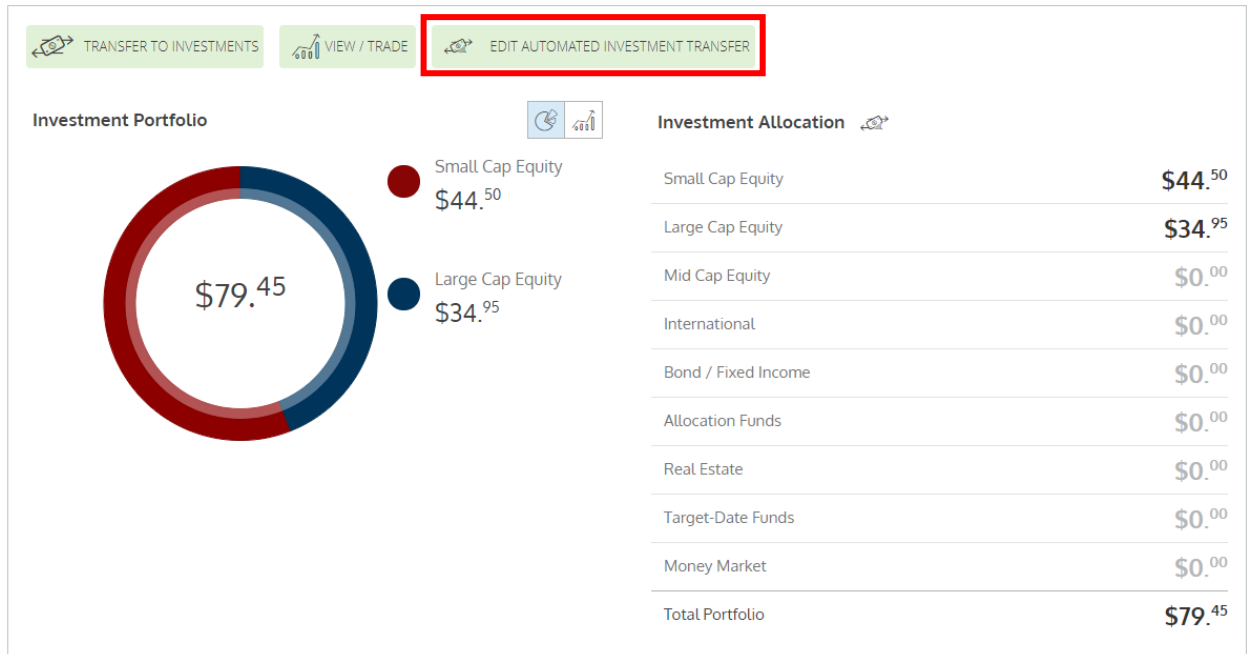 TRANSFER TO INVESTMENTS
VIEW / TRADE
EDIT AUTOMATED INVESTMENT TRANSFER
Investment Portfolio
Small Cap Equity
$44.50
Large Cap Equity
$34.95
$79.45
Investment Allocation
Small Cap Equity $44.50
Large Cap Equity $34.95
Mid Cap Equity $0.00
International $0.00
Bond / Fixed Income $0.00
Allocation Funds $0.00
Real Estate $0.00
Target-Date Funds $0.00
Money Market $0.00
Total Portfolio $79.45